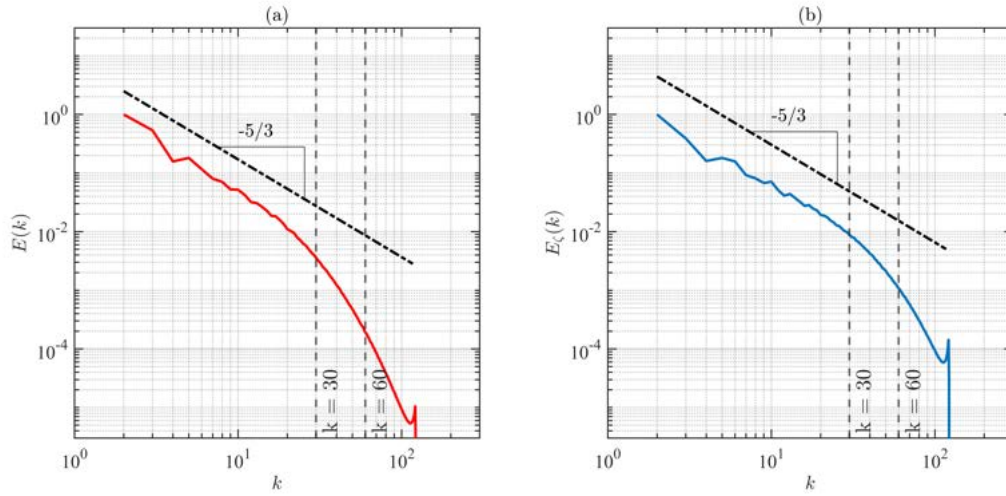 (a)
10^0
10^-2
10^-4
E(k)
-5/3
k = 30
k = 60
10^0
10^1
10^2
k
(b)
10^0
10^-2
10^-4
E_ζ(k)
-5/3
k = 30
k = 60
10^0
10^1
10^2
k